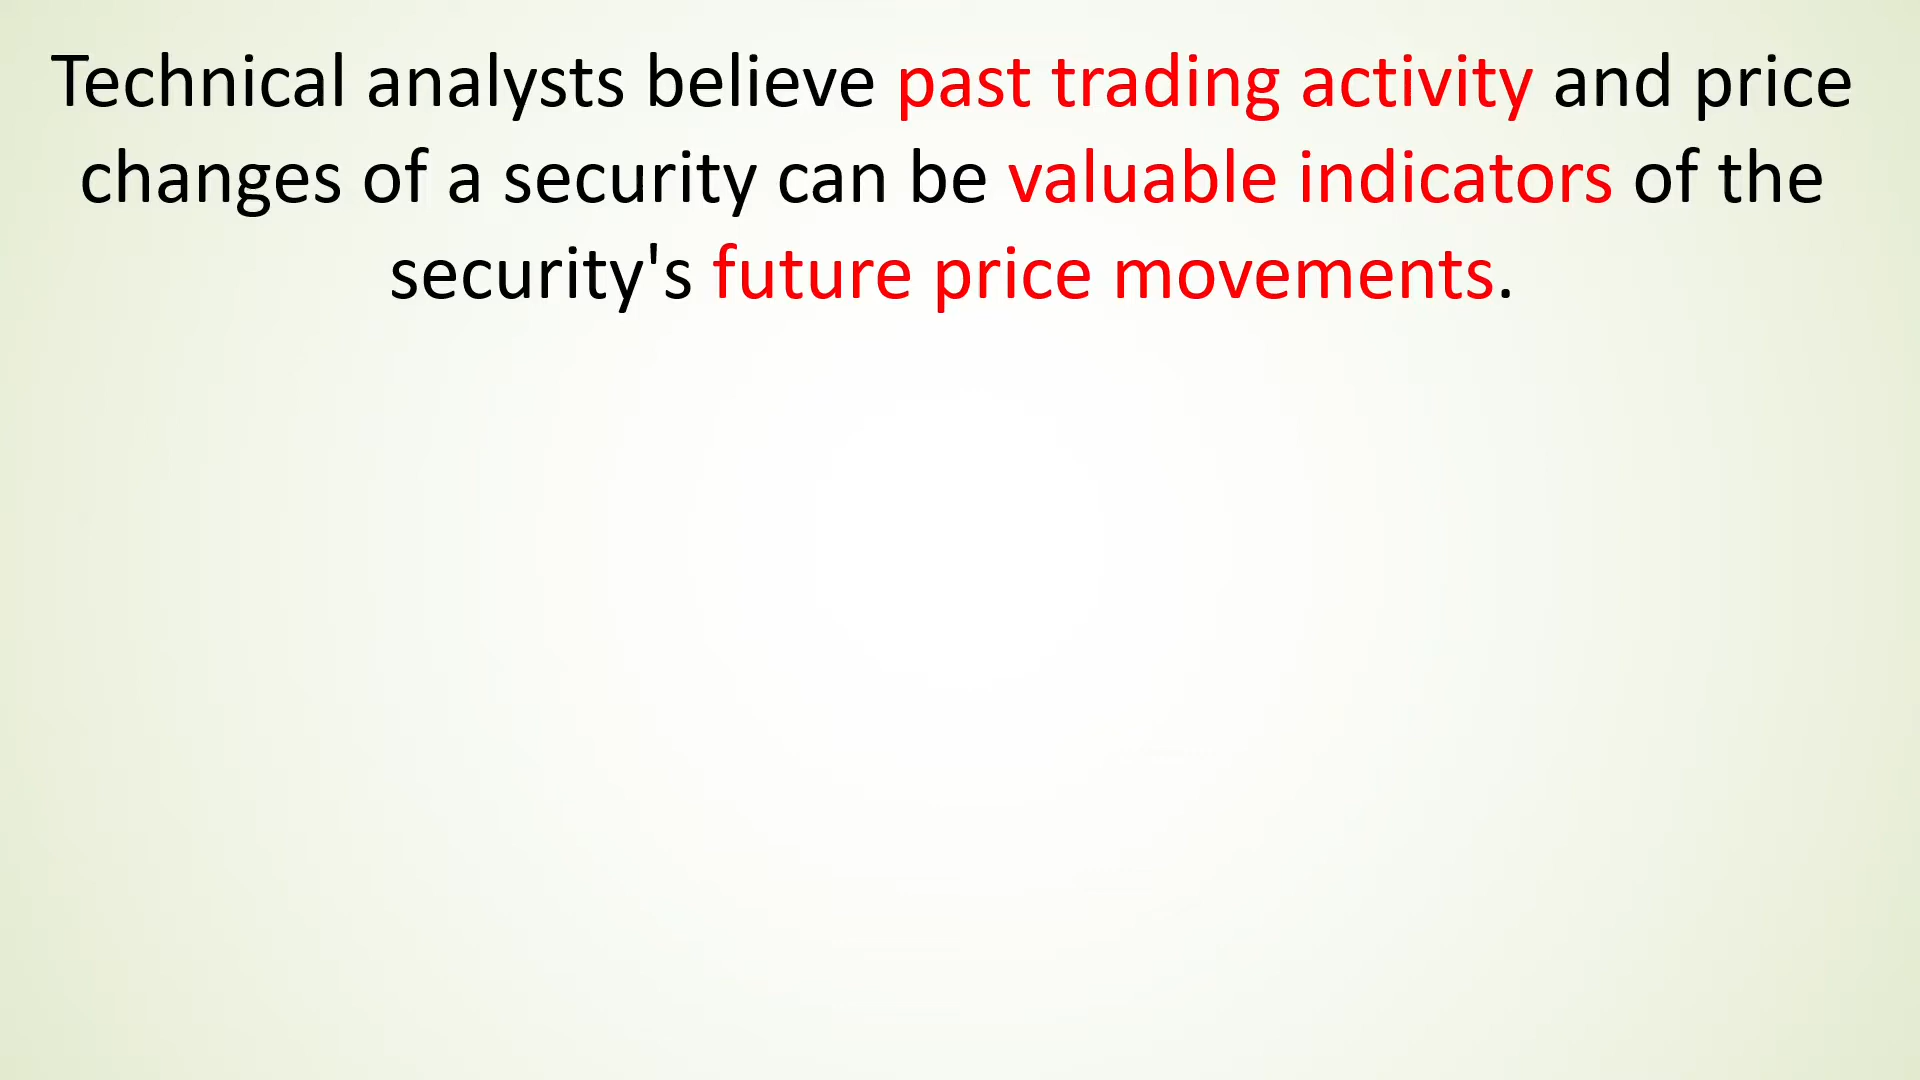 Technical analysts believe past trading activity and price
changes of a security can be valuable indicators of the
security's future price movements.